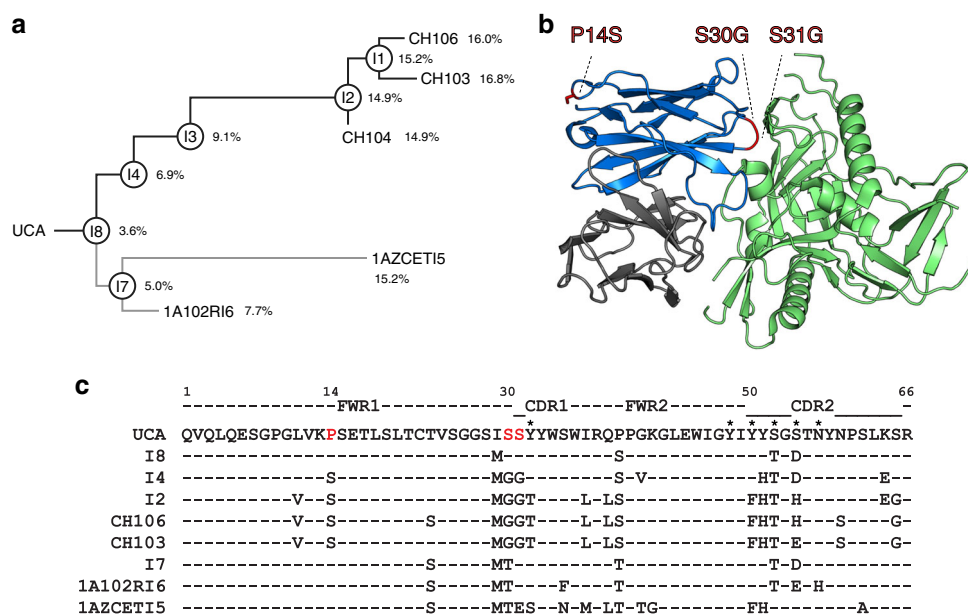 a
CH106 16.0%
I1 15.2%
CH103 16.8%
I2 14.9%
CH104 14.9%
I3 9.1%
I4 6.9%
UCA I8 3.6%
1AZCETI5
15.2%
I7 5.0%
1A102RI6 7.7%
b
P14S S30G S31G
c
1 14 30 50 66
FWR1 CDR1 FWR2 CDR2
* * * * * *
UCA QVQLQESGPGLVKPSETLSLTCTVSGGSISSYYWSWIRQPPGKGLEWIGYIYYSGSTNYNPSLKSR
I8 ----------------------------M----------S-------------T-D----------
I4 -------------S--------------MGG--------S-V----------HT-D-------E--
I2 ----------V--S--------------MGGT----L-LS-----------FHT-H-------EG-
CH106 ----------V--S--------S-----MGGT----L-LS-----------FHT-H---S----G-
CH103 ----------V--S--------------MGGT----L-LS-----------FHT-E---S----G-
I7 ----------------------S-----MT---------T-------------T-D----------
1A102RI6 ----------------------S-----MT----F----T-------------T-E-H--------
1AZCETI5 ----------------------S-----MTES--N-M-LT-TG--------FH--------A----